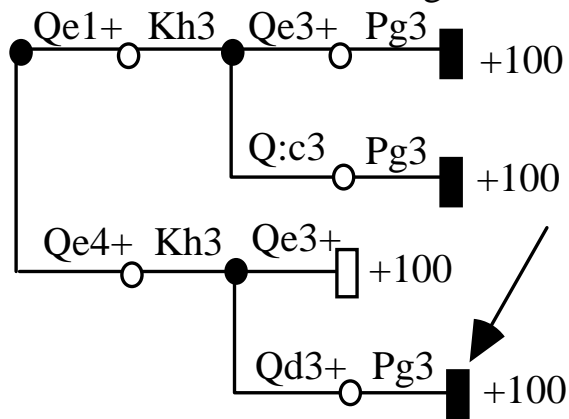 Qe1+ Kh3 Qe3+ Pg3
+100
Q:c3 Pg3
+100
Qe4+ Kh3 Qe3+
+100
Qd3+ Pg3
+100